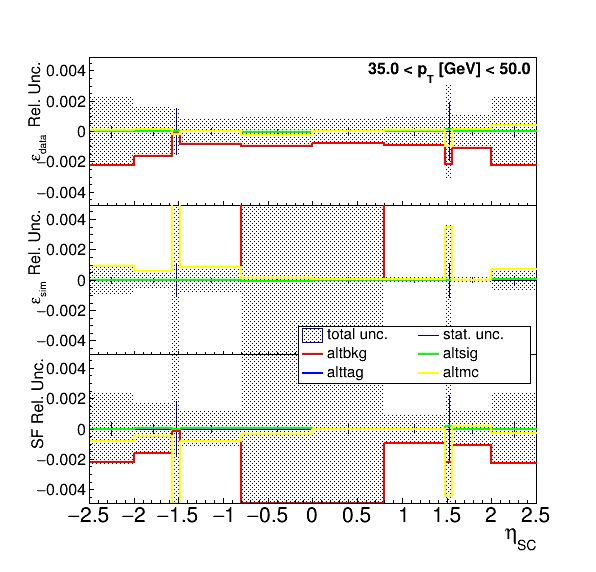 35.0 < p_T [GeV] < 50.0
ε_data Rel. Unc.
0.004
0.002
0
−0.002
−0.004
ε_sim Rel. Unc.
0.004
0.002
0
−0.002
−0.004
total unc. stat. unc.
altbkg altsig
alttag altmc
SF Rel. Unc.
0.004
0.002
0
−0.002
−0.004
−2.5 −2 −1.5 −1 −0.5 0 0.5 1 1.5 2 2.5
η_SC